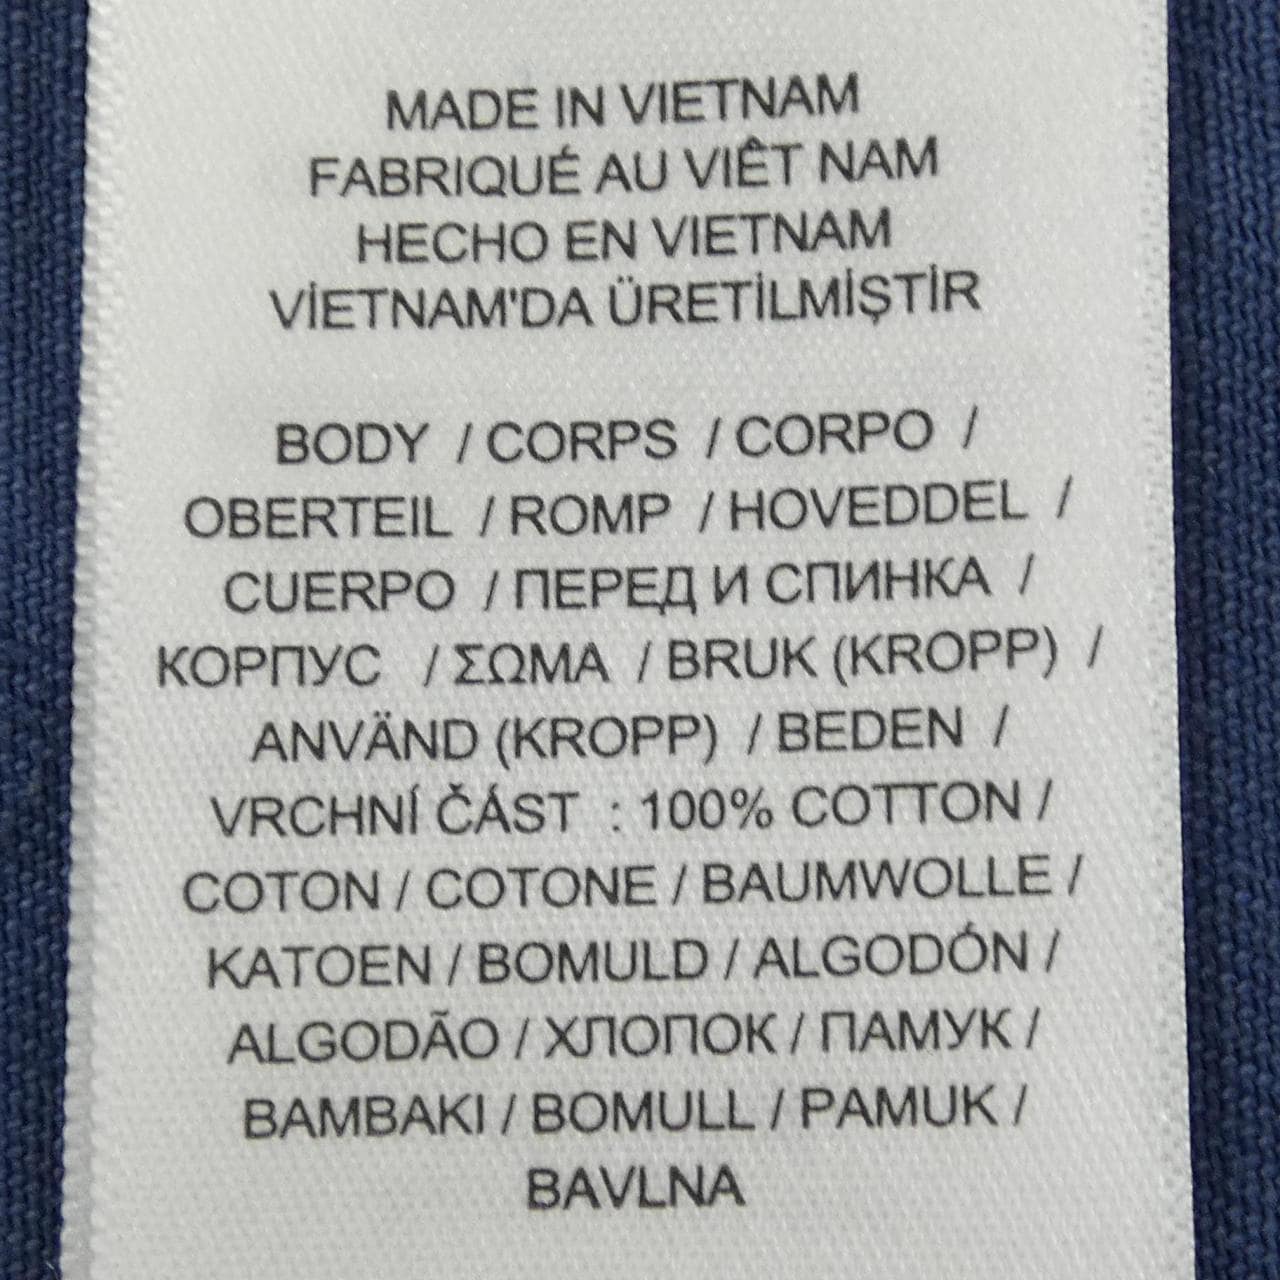 MADE IN VIETNAM
FABRIQUÉ AU VIÊT NAM
HECHO EN VIETNAM
VİETNAM'DA ÜRETİLMİŞTİR
BODY / CORPS / CORPO /
OBERTEIL / ROMP / HOVEDDEL /
CUERPO / ПЕРЕД И СПИНКА /
КОРПУС / ΣΩΜΑ / BRUK (KROPP) /
ANVÄND (KROPP) / BEDEN /
VRCHNÍ ČÁST : 100% COTTON /
COTON / COTONE / BAUMWOLLE /
KATOEN / BOMULD / ALGODÓN /
ALGODÃO / ХЛОПОК / ПАМУК /
BAMBAKI / BOMULL / PAMUK /
BAVLNA